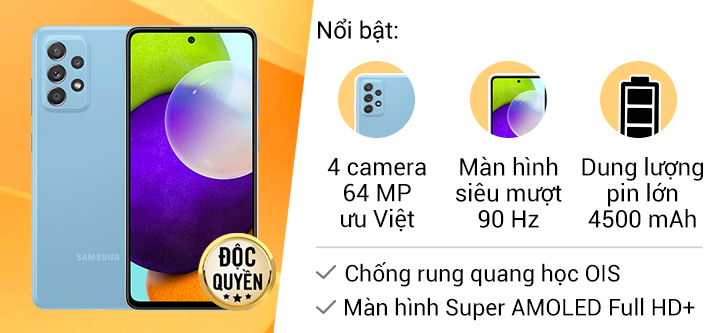 SAMSUNG
ĐỘC
QUYỀN
Nổi bật:
4 camera
64 MP
ưu Việt
Màn hình
siêu mượt
90 Hz
Dung lượng
pin lớn
4500 mAh
Chống rung quang học OIS
Màn hình Super AMOLED Full HD+